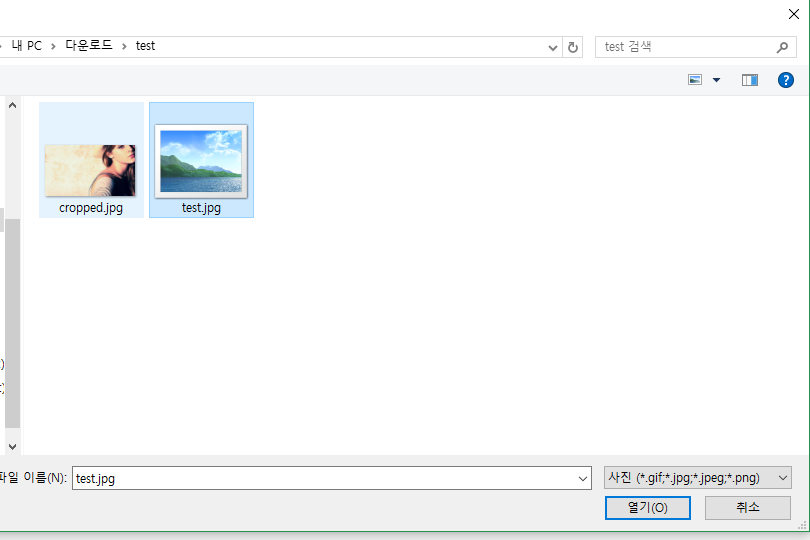 내 PC > 다운로드 > test
test 검색
?
cropped.jpg
test.jpg
파일 이름(N):
test.jpg
사진 (*.gif;*.jpg;*.jpeg;*.png)
열기(O)
취소